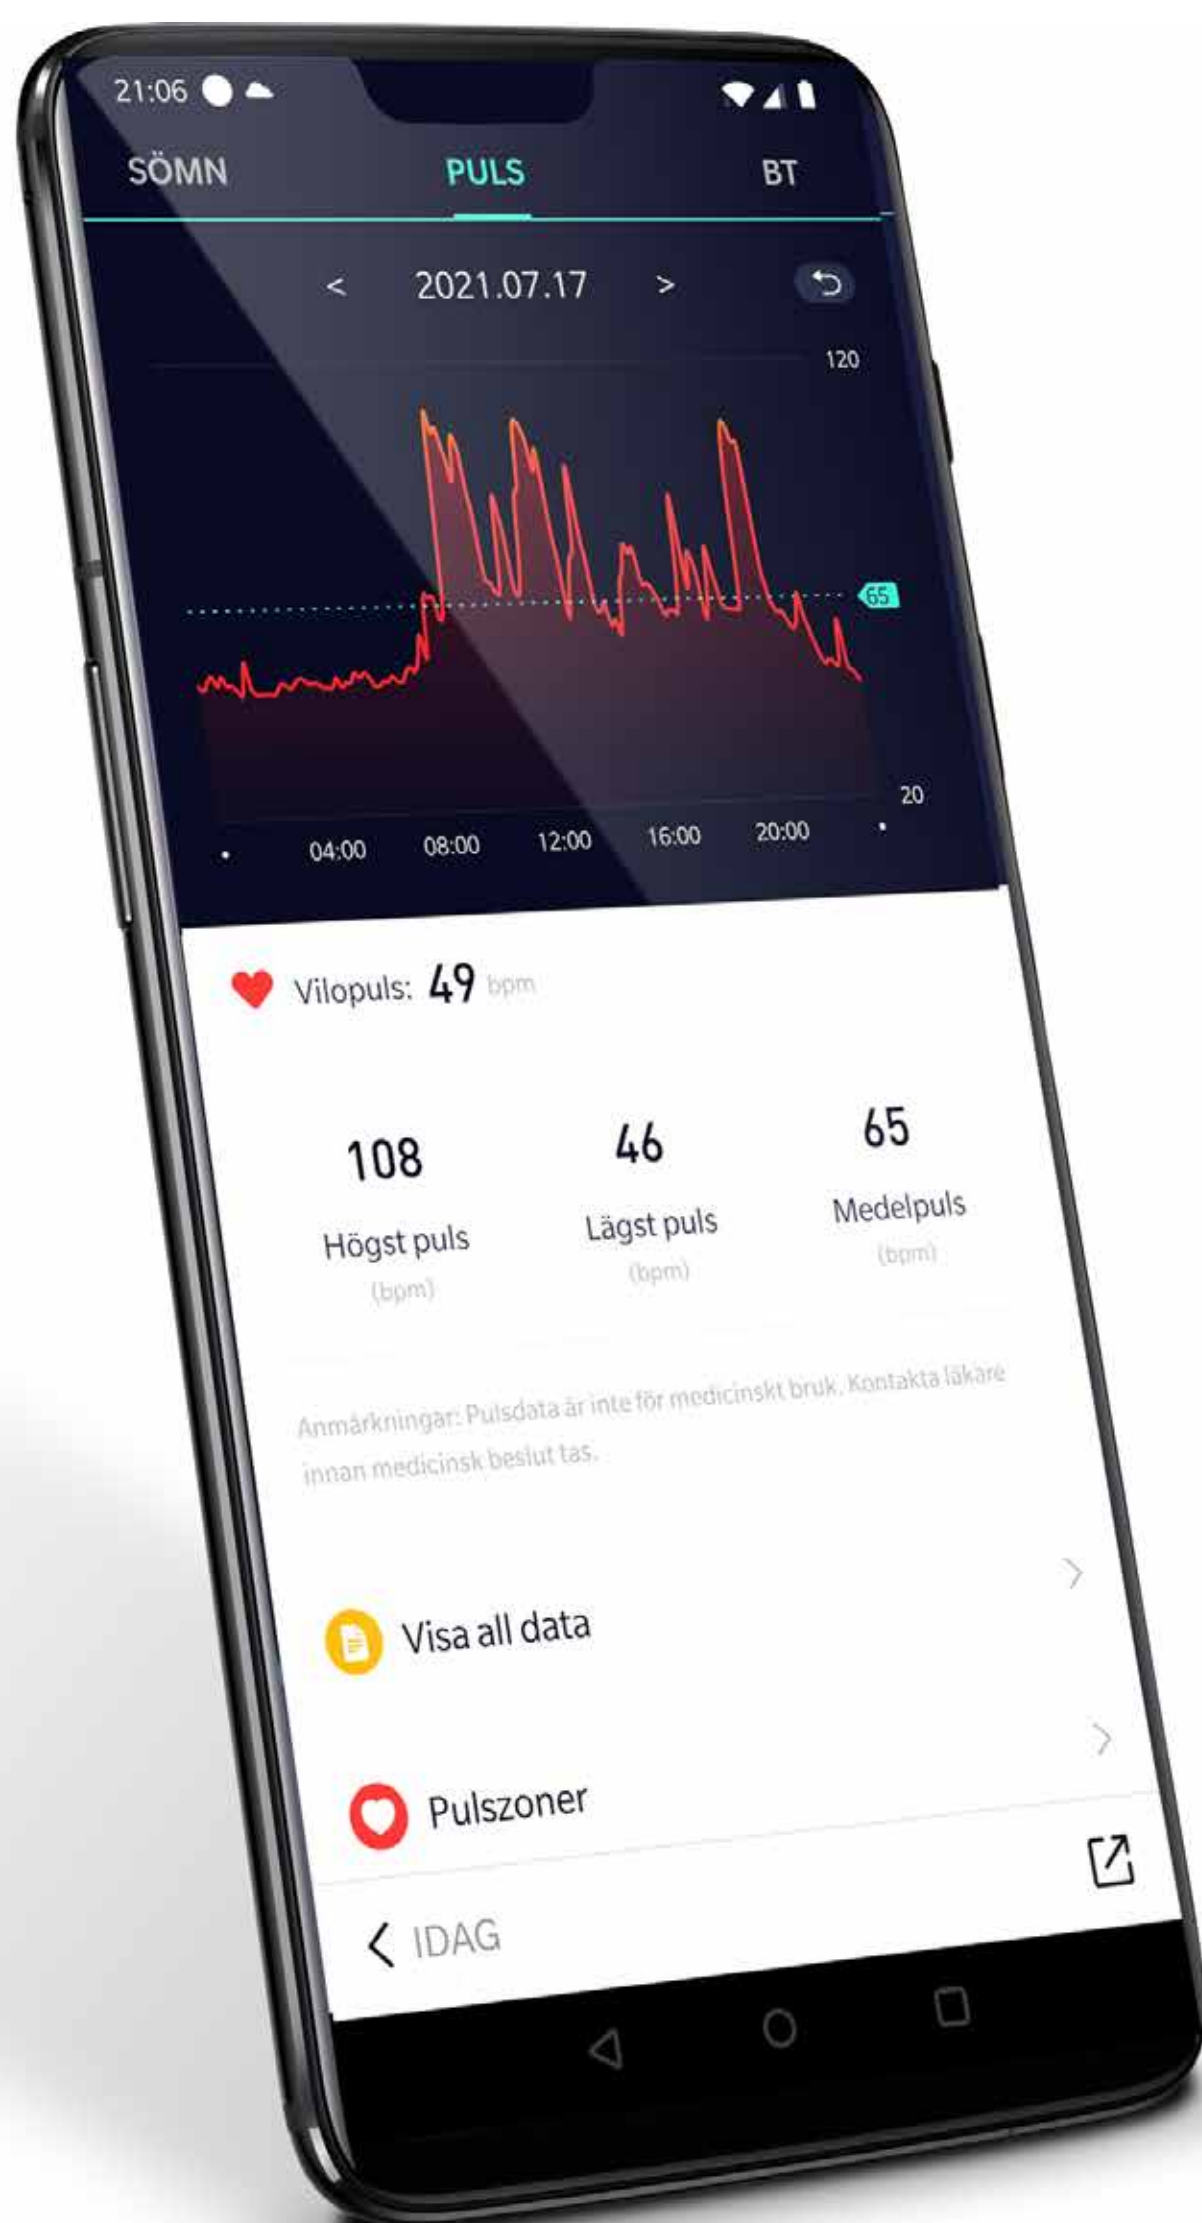 21:06
SÖMN PULS BT
< 2021.07.17 >
120
65
20
04:00 08:00 12:00 16:00 20:00
Vilopuls: 49 bpm
108 46 65
Högst puls Lägst puls Medelpuls
(bpm) (bpm) (bpm)
Anmärkningar: Pulsdata är inte för medicinskt bruk. Kontakta läkare
innan medicinsk beslut tas.
Visa all data
Pulszoner
IDAG